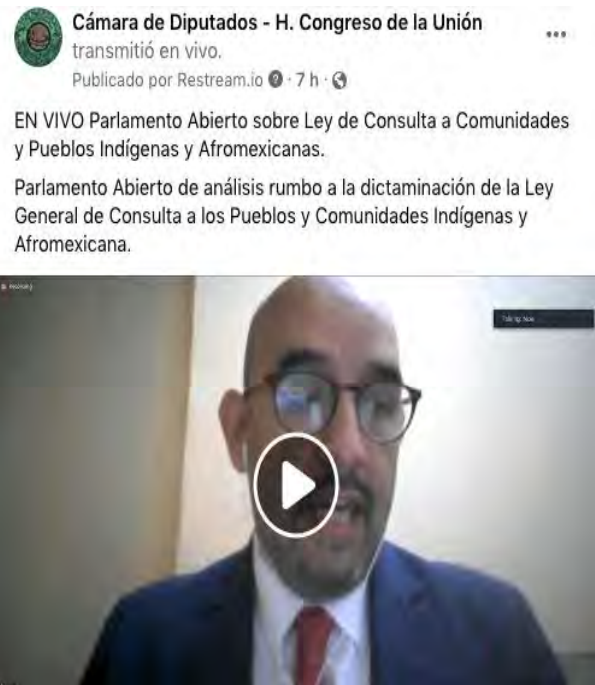 Cámara de Diputados - H. Congreso de la Unión
transmitió en vivo.
Publicado por Restream.io · 7 h ·
EN VIVO Parlamento Abierto sobre Ley de Consulta a Comunidades
y Pueblos Indígenas y Afromexicanas.
Parlamento Abierto de análisis rumbo a la dictaminación de la Ley
General de Consulta a los Pueblos y Comunidades Indígenas y
Afromexicana.